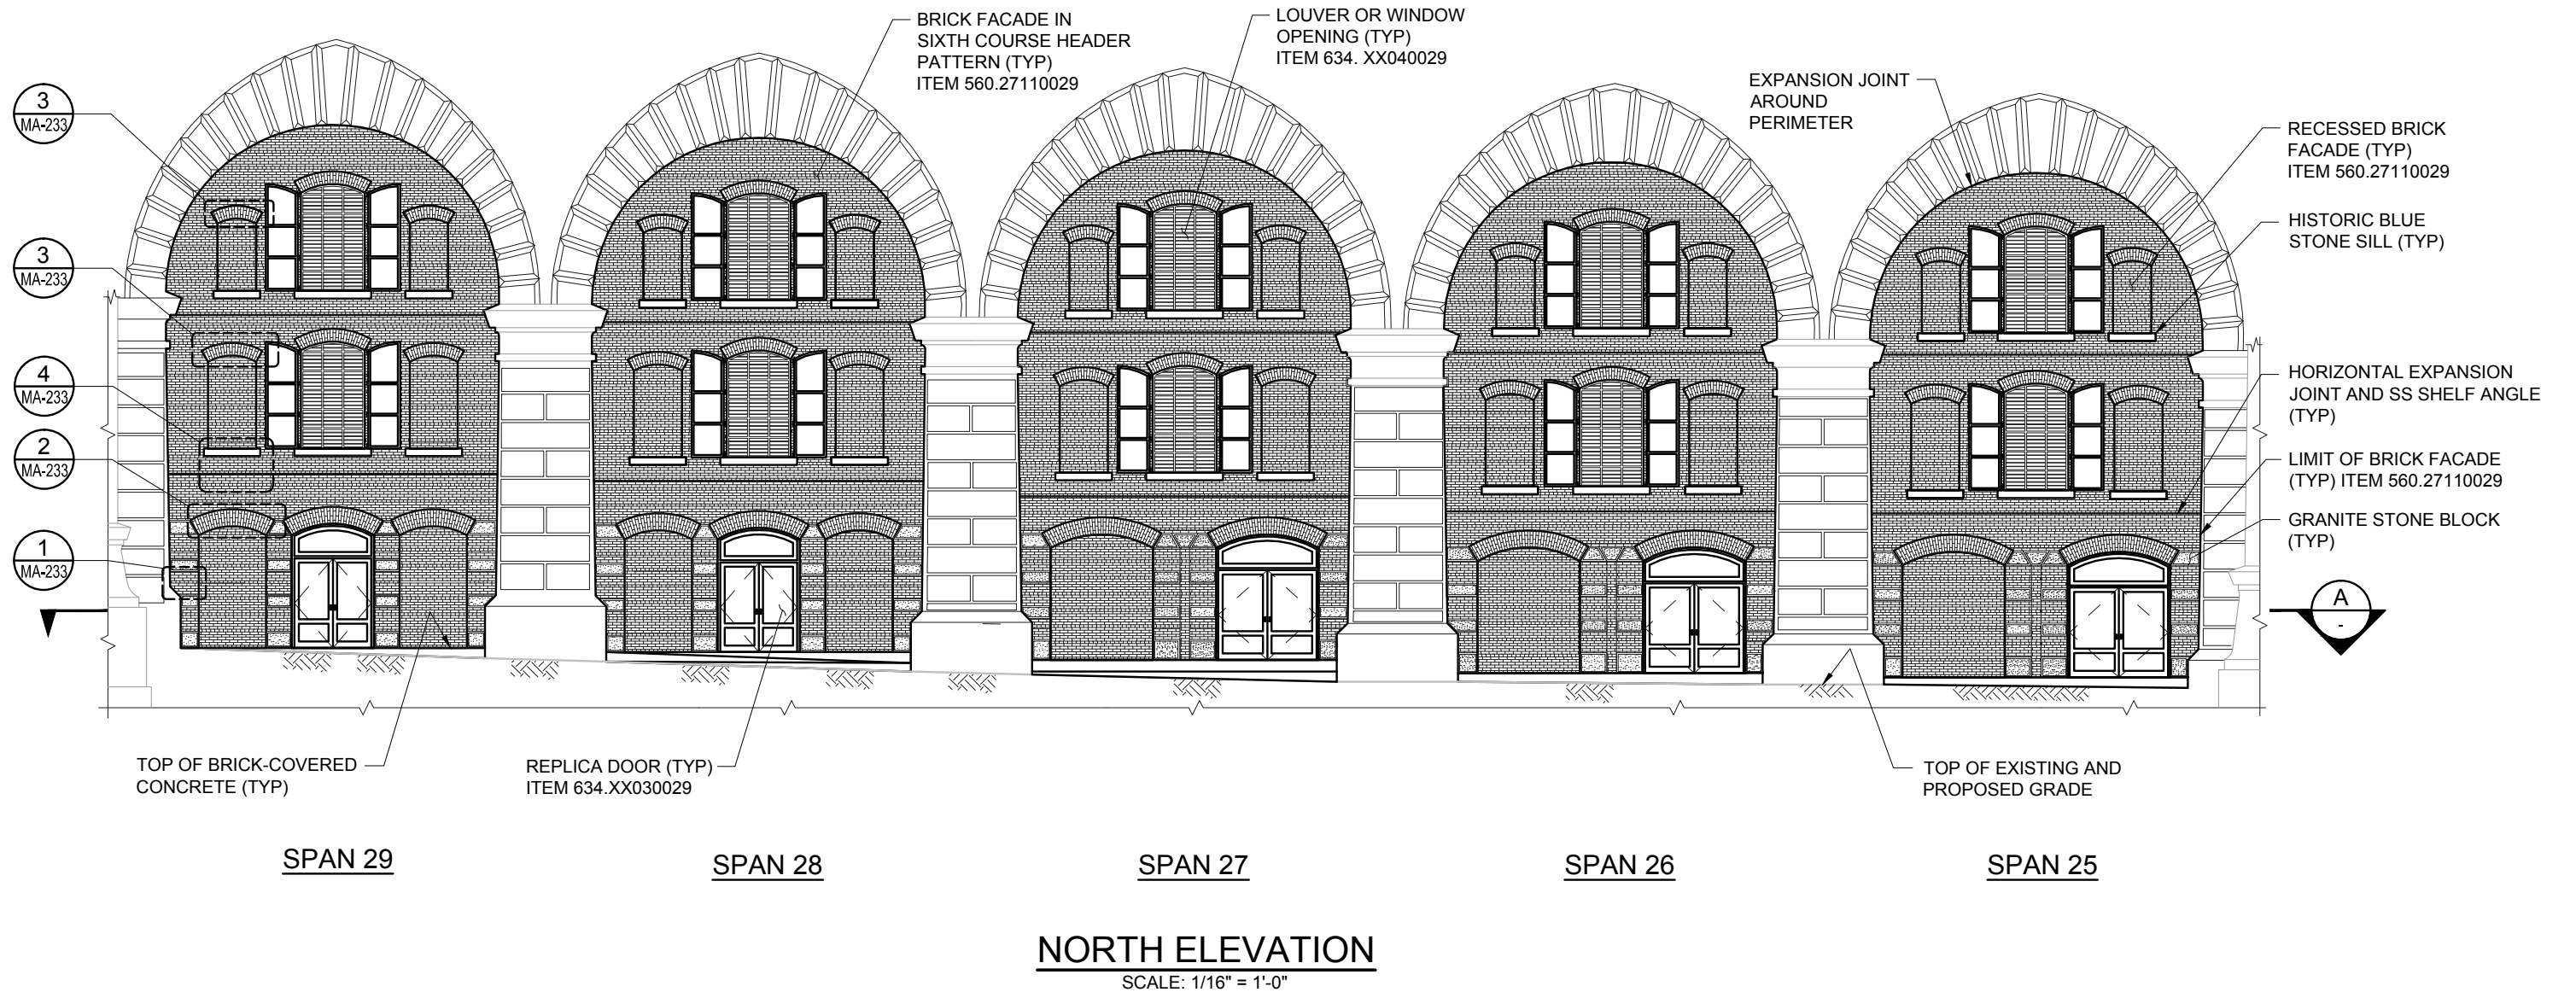 BRICK FACADE IN
SIXTH COURSE HEADER
PATTERN (TYP)
ITEM 560.27110029
LOUVER OR WINDOW
OPENING (TYP)
ITEM 634. XX040029
EXPANSION JOINT
AROUND
PERIMETER
RECESSED BRICK
FACADE (TYP)
ITEM 560.27110029
HISTORIC BLUE
STONE SILL (TYP)
HORIZONTAL EXPANSION
JOINT AND SS SHELF ANGLE
(TYP)
LIMIT OF BRICK FACADE
(TYP) ITEM 560.27110029
GRANITE STONE BLOCK
(TYP)
3
MA-233
3
MA-233
4
MA-233
2
MA-233
1
MA-233
A
-
TOP OF BRICK-COVERED
CONCRETE (TYP)
REPLICA DOOR (TYP)
ITEM 634.XX030029
TOP OF EXISTING AND
PROPOSED GRADE
SPAN 29
SPAN 28
SPAN 27
SPAN 26
SPAN 25
NORTH ELEVATION
SCALE: 1/16" = 1'-0"